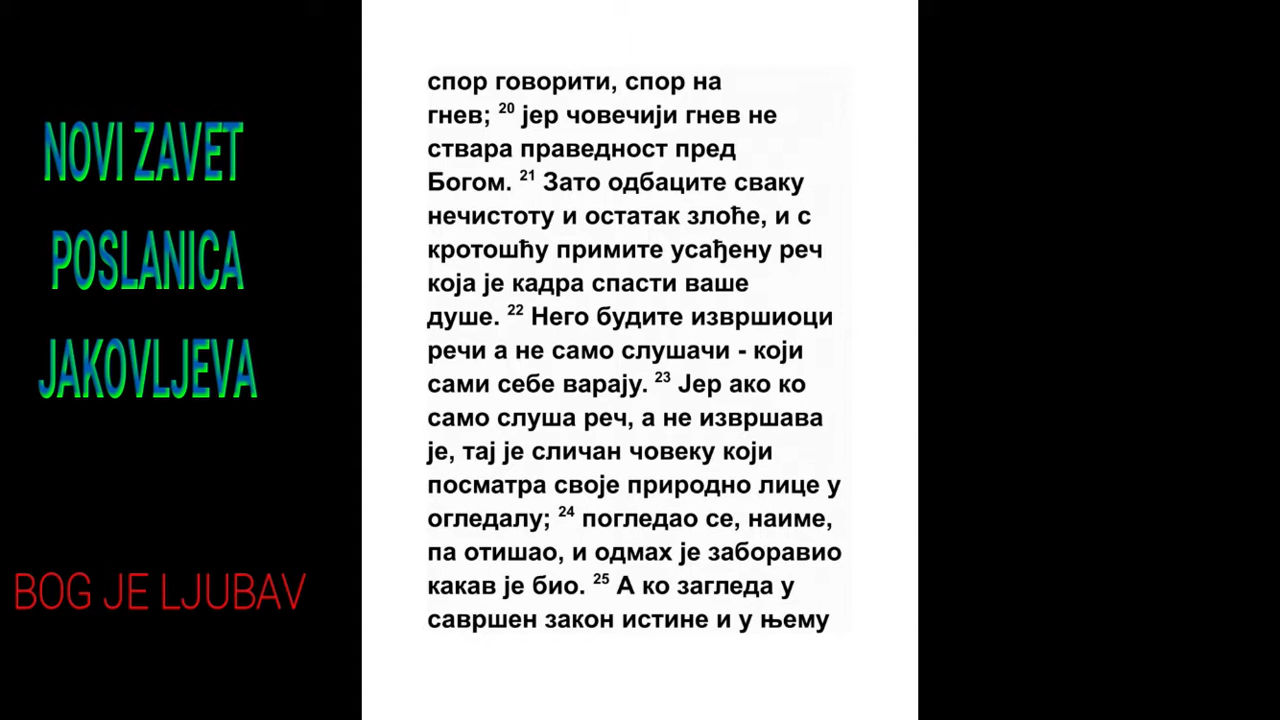 NOVI ZAVET
POSLANICA
JAKOVLJEVA
BOG JE LJUBAV
спор говорити, спор на
гнев; 20 јер човечији гнев не
ствара праведност пред
Богом. 21 Зато одбаците сваку
нечистоту и остатак злоће, и с
кротошћу примите усађену реч
која је кадра спасти ваше
душе. 22 Него будите извршиоци
речи а не само слушачи - који
сами себе варају. 23 Јер ако ко
само слуша реч, а не извршава
је, тај је сличан човеку који
посматра своје природно лице у
огледалу; 24 погледао се, наиме,
па отишао, и одмах је заборавио
какав је био. 25 А ко загледа у
савршен закон истине и у њему